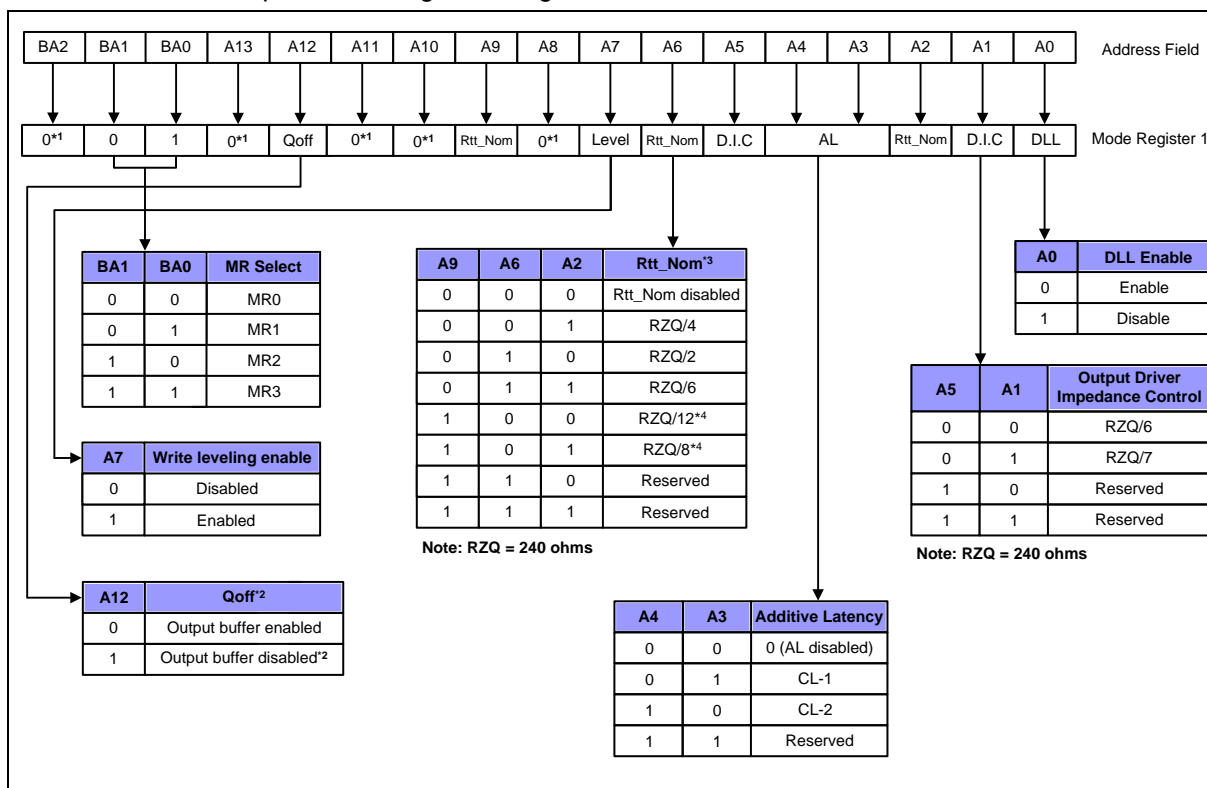 BA2 BA1 BA0 A13 A12 A11 A10 A9 A8 A7 A6 A5 A4 A3 A2 A1 A0 Address Field
0*1 0 1 0*1 Qoff 0*1 0*1 Rtt_Nom 0*1 Level Rtt_Nom D.I.C AL Rtt_Nom D.I.C DLL Mode Register 1
BA1 BA0 MR Select
0 0 MR0
0 1 MR1
1 0 MR2
1 1 MR3
A7 Write leveling enable
0 Disabled
1 Enabled
A12 Qoff*2
0 Output buffer enabled
1 Output buffer disabled*2
A9 A6 A2 Rtt_Nom*3
0 0 0 Rtt_Nom disabled
0 0 1 RZQ/4
0 1 0 RZQ/2
0 1 1 RZQ/6
1 0 0 RZQ/12*4
1 0 1 RZQ/8*4
1 1 0 Reserved
1 1 1 Reserved
Note: RZQ = 240 ohms
A0 DLL Enable
0 Enable
1 Disable
A5 A1 Output Driver
Impedance Control
0 0 RZQ/6
0 1 RZQ/7
1 0 Reserved
1 1 Reserved
Note: RZQ = 240 ohms
A4 A3 Additive Latency
0 0 0 (AL disabled)
0 1 CL-1
1 0 CL-2
1 1 Reserved